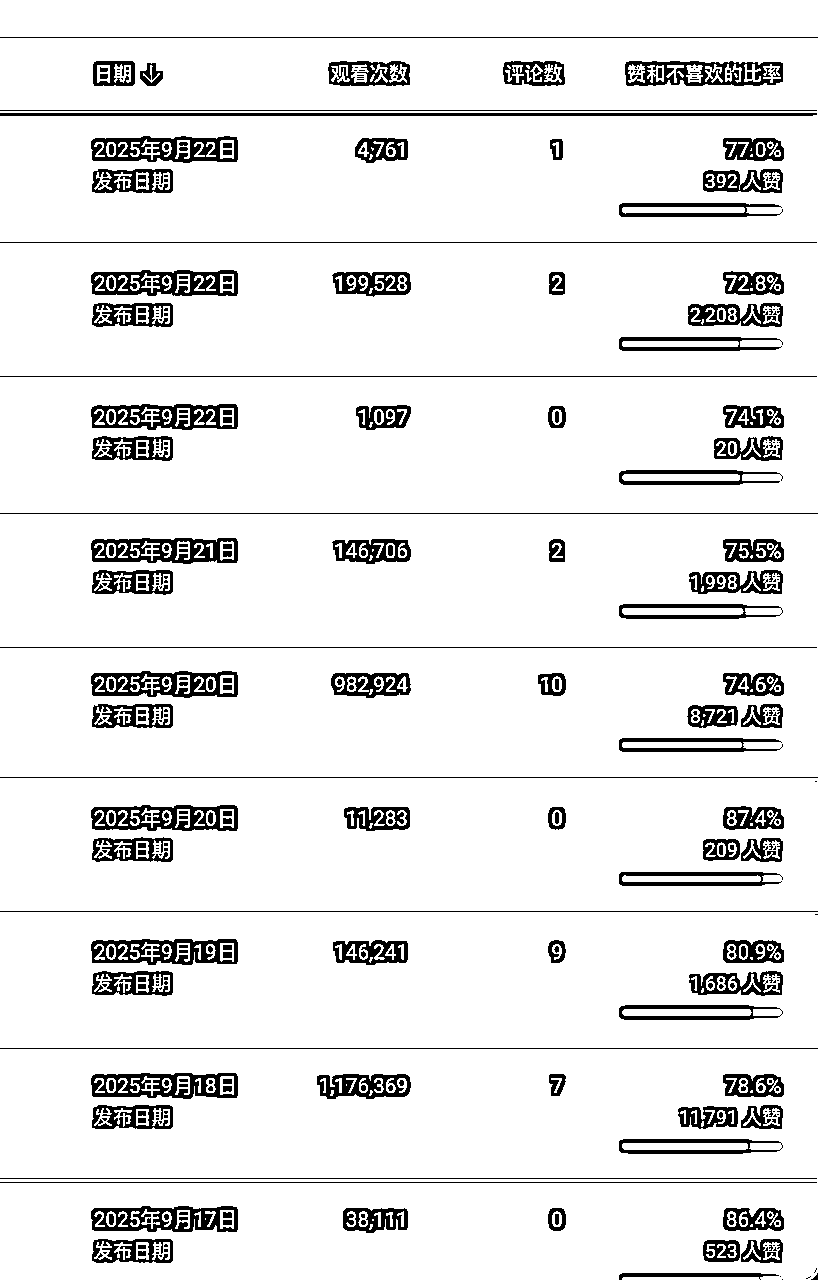 日期 ↓ 观看次数 评论数 赞和不喜欢的比率
2025年9月22日 4,761 1 77.0%
发布日期 392 人赞
2025年9月22日 199,528 2 72.8%
发布日期 2,208 人赞
2025年9月22日 1,097 0 74.1%
发布日期 20 人赞
2025年9月21日 146,706 2 75.5%
发布日期 1,998 人赞
2025年9月20日 982,924 10 74.6%
发布日期 8,721 人赞
2025年9月20日 11,283 0 87.4%
发布日期 209 人赞
2025年9月19日 146,241 9 80.9%
发布日期 1,686 人赞
2025年9月18日 1,176,369 7 78.6%
发布日期 11,791 人赞
2025年9月17日 38,111 0 86.4%
发布日期 523 人赞